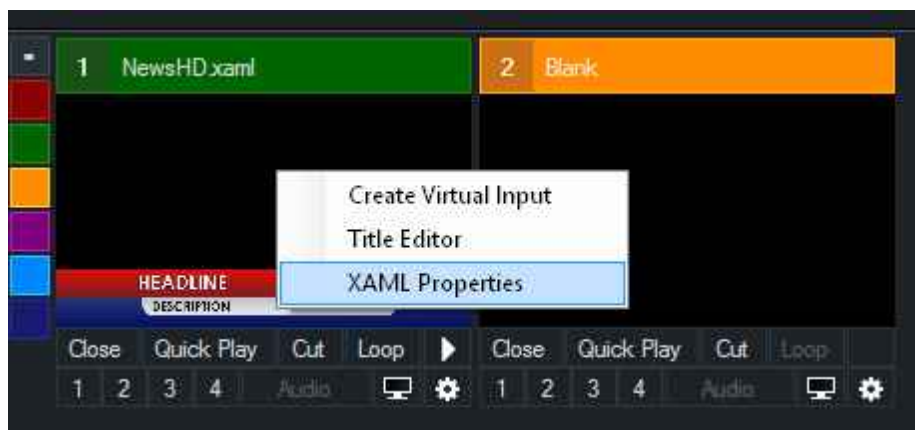 1 NewsHD.xaml
2 Blank
Create Virtual Input
Title Editor
XAML Properties
HEADLINE
DESCRIPTION
Close Quick Play Cut Loop Close Quick Play Cut Loop
1 2 3 4 Audio 1 2 3 4 Audio